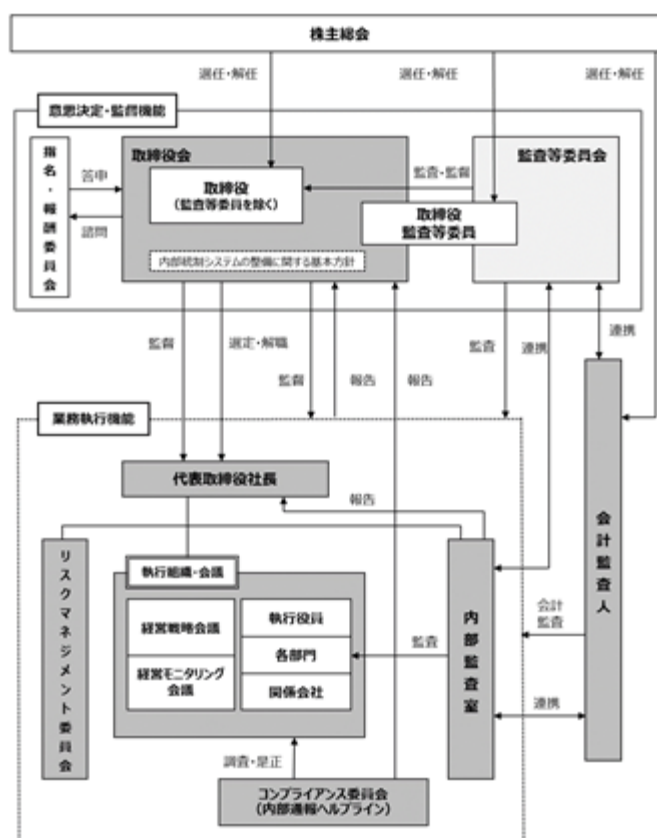 株主総会
選任・解任
選任・解任
選任・解任
意思決定・監督機能
指名・報酬委員会
答申
諮問
取締役会
取締役
(監査等委員を除く)
監査・監督
監査等委員会
取締役
監査等委員
内部統制システムの整備に関する基本方針
監督
選定・解職
監督
報告
報告
監査
連携
連携
業務執行機能
代表取締役社長
報告
リスクマネジメント委員会
執行組織・会議
経営戦略会議
経営モニタリング
会議
執行役員
各部門
関係会社
監査
内部監査室
会計
監査
会計監査人
連携
調査・是正
コンプライアンス委員会
(内部通報ヘルプライン)